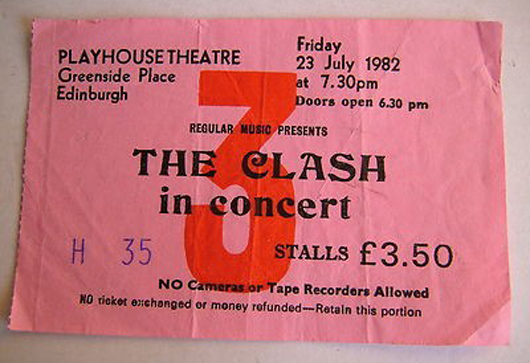 PLAYHOUSE THEATRE
Greenside Place
Edinburgh
Friday
23 July 1982
at 7.30pm
Doors open 6.30 pm
3
REGULAR MUSIC PRESENTS
THE CLASH
in concert
H 35 STALLS £3.50
NO Cameras or Tape Recorders Allowed
NO ticket exchanged or money refunded—Retain this portion